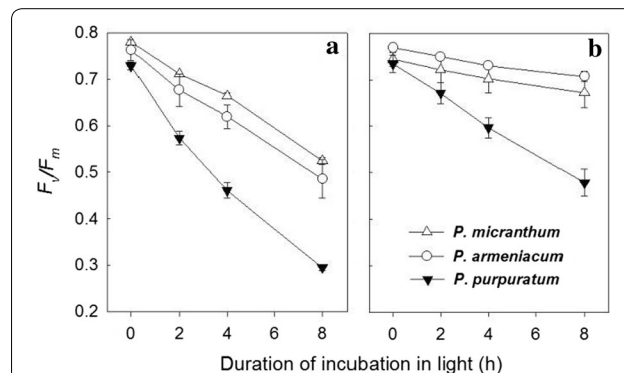 0.8
0.7
0.6
0.5
0.4
0.3
0.2
Fv/Fm
a
b
P. micranthum
P. armeniacum
P. purpuratum
0 2 4 6 8 0 2 4 6 8
Duration of incubation in light (h)